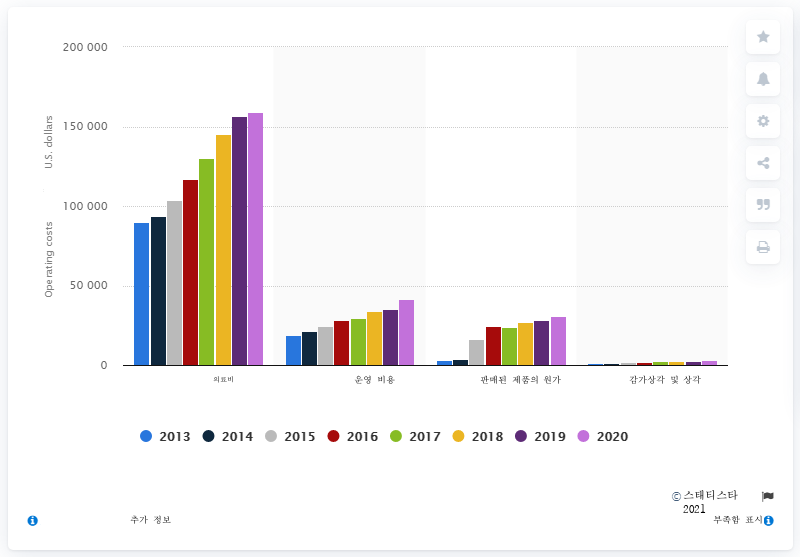 200 000
150 000
100 000
50 000
0
Operating costs U.S. dollars
의료비 운영 비용 판매된 제품의 원가 감가상각 및 상각
2013 2014 2015 2016 2017 2018 2019 2020
© 스태티스타
2021
추가 정보 부족함 표시